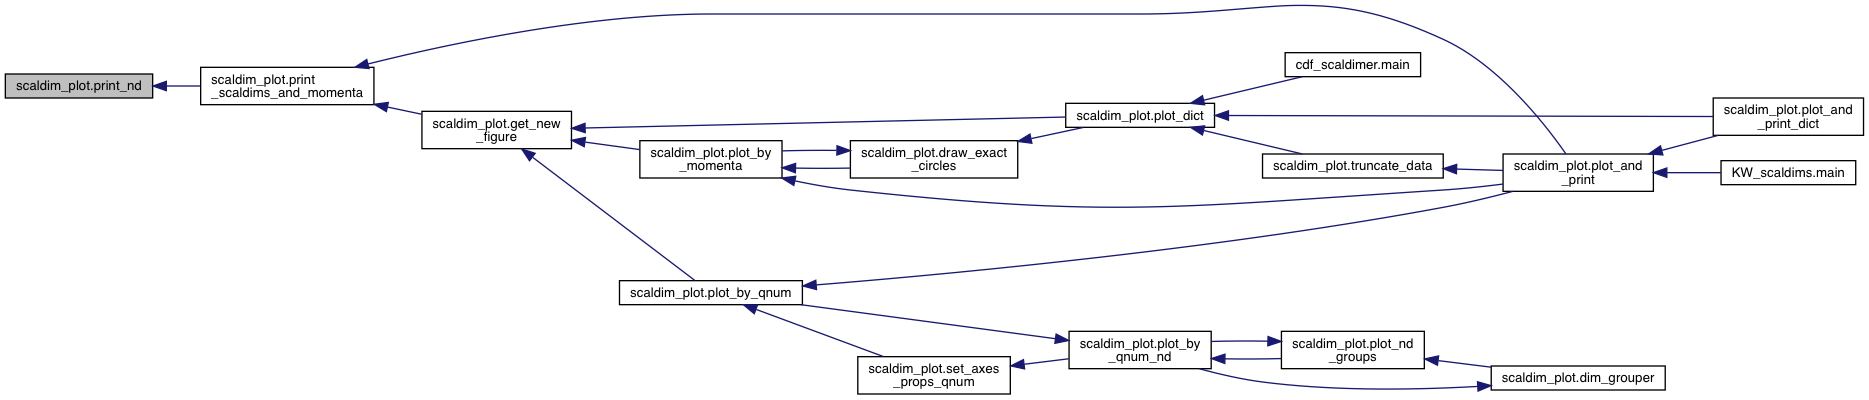 scaldim_plot.print_nd
scaldim_plot.print
_scaldims_and_momenta
scaldim_plot.get_new
_figure
scaldim_plot.plot_by
_momenta
scaldim_plot.draw_exact
_circles
scaldim_plot.plot_dict
cdf_scaldimer.main
scaldim_plot.truncate_data
scaldim_plot.plot_and
_print
scaldim_plot.plot_and
_print_dict
KW_scaldims.main
scaldim_plot.plot_by_qnum
scaldim_plot.set_axes
_props_qnum
scaldim_plot.plot_by
_qnum_nd
scaldim_plot.plot_nd
_groups
scaldim_plot.dim_grouper